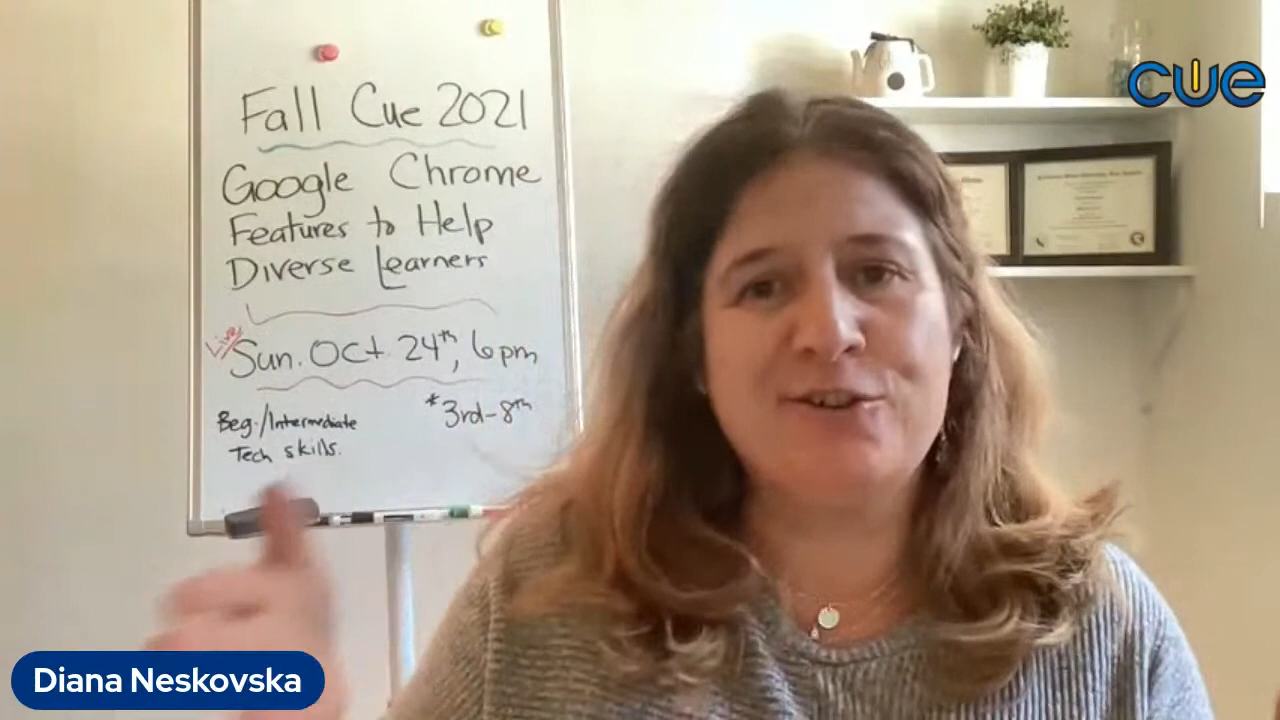 Fall Cue 2021
Google Chrome
Features to Help
Diverse Learners
Live
Sun. Oct 24th, 6pm
Beg./Intermediate
Tech skills.
*3rd-8th
cue
Diana Neskovska